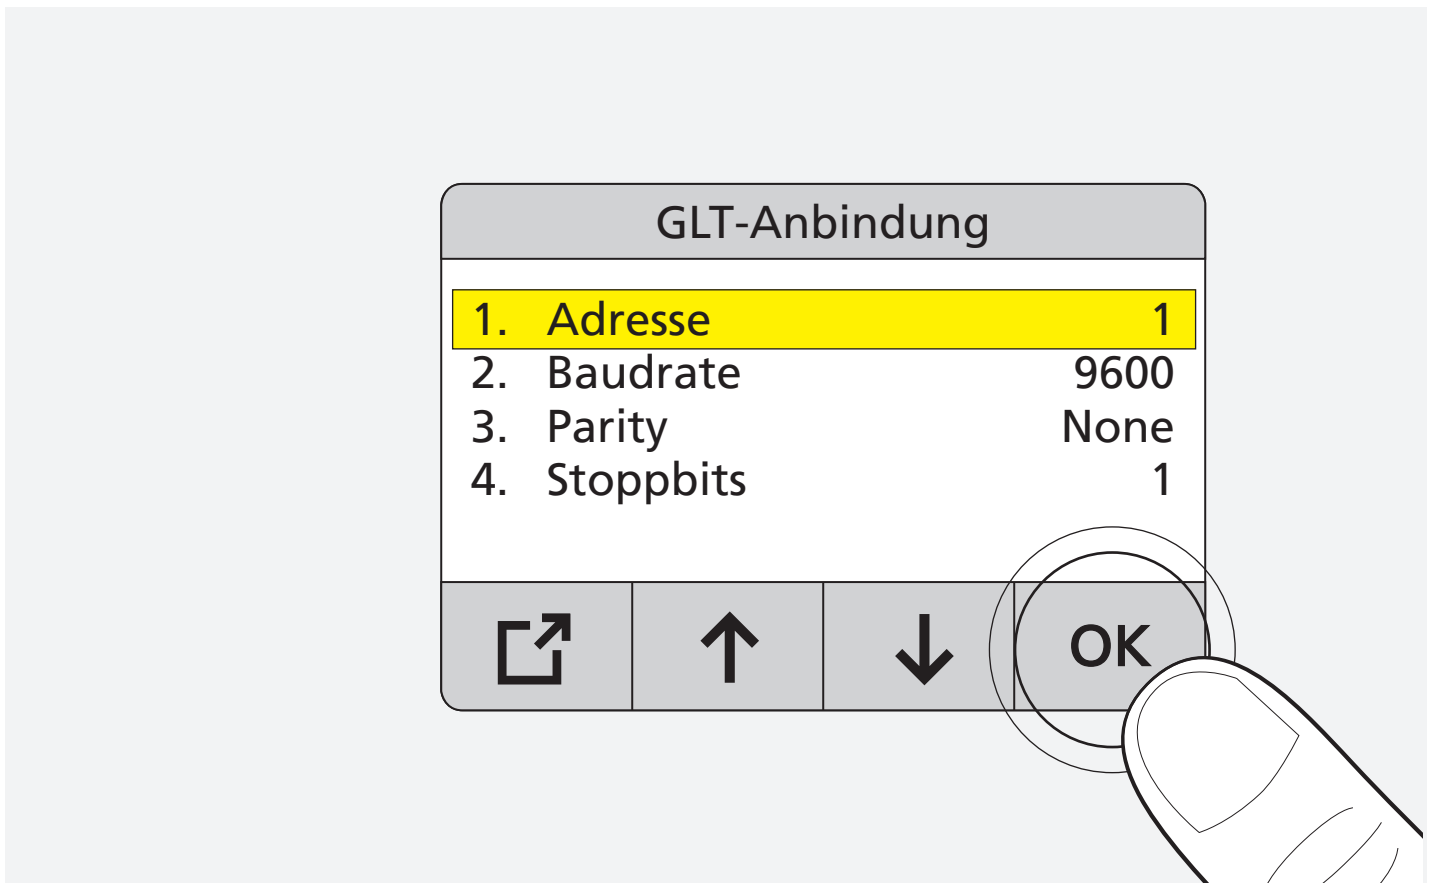 GLT-Anbindung
1. Adresse 1
2. Baudrate 9600
3. Parity None
4. Stoppbits 1
OK